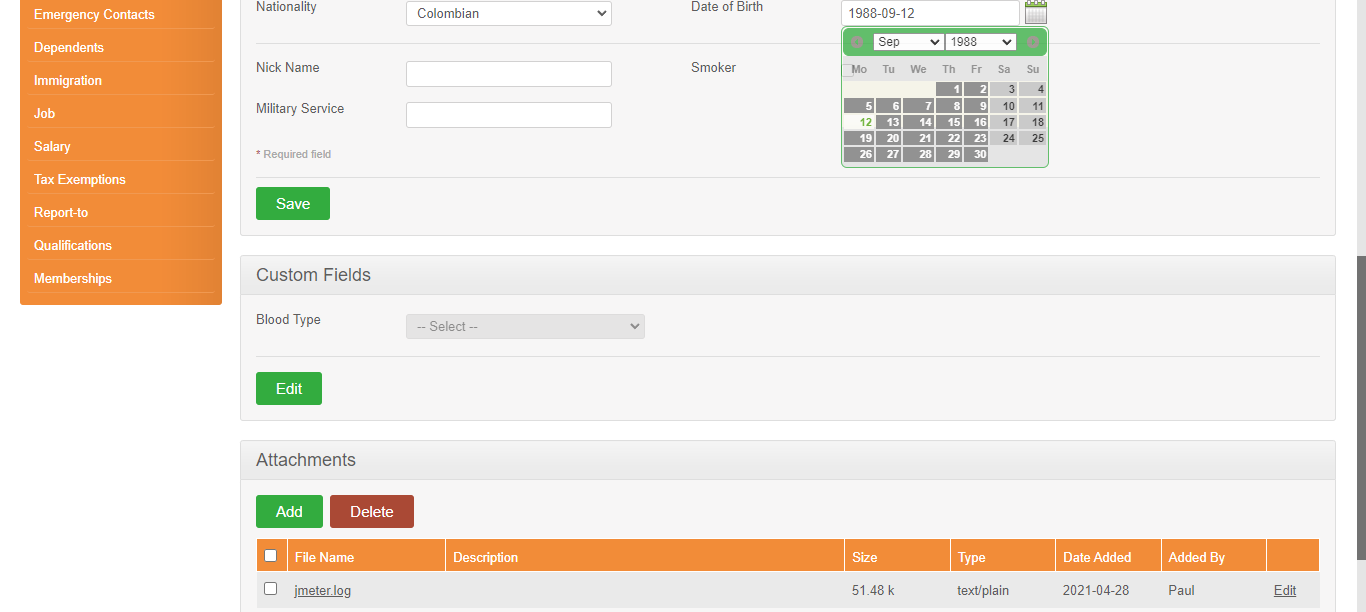 Emergency Contacts
Dependents
Immigration
Job
Salary
Tax Exemptions
Report-to
Qualifications
Memberships
Nationality Colombian Date of Birth 1988-09-12
Sep 1988
Mo Tu We Th Fr Sa Su
1 2 3 4
5 6 7 8 9 10 11
12 13 14 15 16 17 18
19 20 21 22 23 24 25
26 27 28 29 30
Nick Name Smoker
Military Service
* Required field
Save
Custom Fields
Blood Type -- Select --
Edit
Attachments
Add Delete
File Name Description Size Type Date Added Added By
jmeter.log 51.48 k text/plain 2021-04-28 Paul Edit